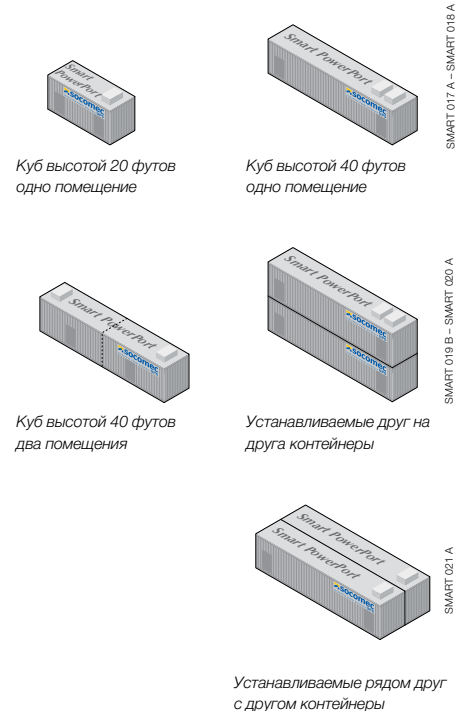 Smart
PowerPort
socomec
Smart PowerPort
socomec
SMART 017 A – SMART 018 A
Куб высотой 20 футов
одно помещение
Куб высотой 40 футов
одно помещение
Smart PowerPort
socomec
Smart PowerPort
socomec
socomec
SMART 019 B – SMART 020 A
Куб высотой 40 футов
два помещения
Устанавливаемые друг на
друга контейнеры
Smart PowerPort
Smart PowerPort
socomec
SMART 021 A
Устанавливаемые рядом друг
с другом контейнеры